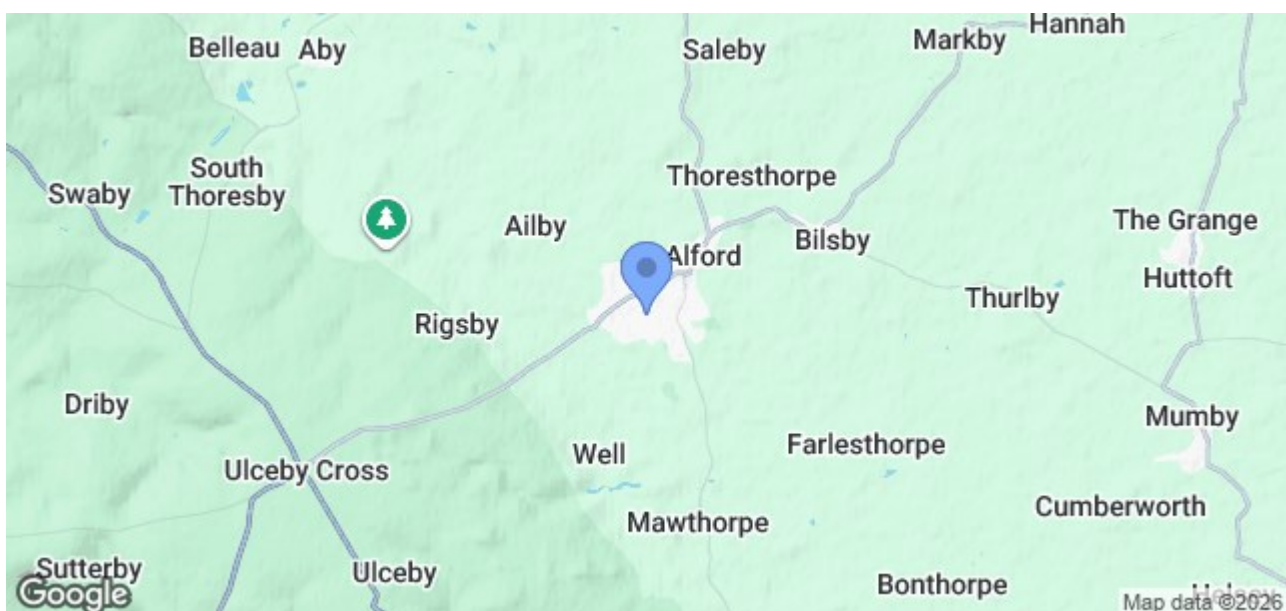 Belleau
Aby
Saleby
Markby
Hannah
South
Thoresby
Swaby
Thoresthorpe
Ailby
Alford
Bilsby
The Grange
Huttoft
Thurlby
Rigsby
Driby
Mumby
Well
Farlesthorpe
Ulceby Cross
Cumberworth
Mawthorpe
Sutterby
Ulceby
Bonthorpe
Google
Map data ©2026